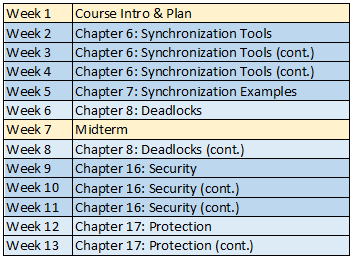 Week 1 Course Intro & Plan
Week 2 Chapter 6: Synchronization Tools
Week 3 Chapter 6: Synchronization Tools (cont.)
Week 4 Chapter 6: Synchronization Tools (cont.)
Week 5 Chapter 7: Synchronization Examples
Week 6 Chapter 8: Deadlocks
Week 7 Midterm
Week 8 Chapter 8: Deadlocks (cont.)
Week 9 Chapter 16: Security
Week 10 Chapter 16: Security (cont.)
Week 11 Chapter 16: Security (cont.)
Week 12 Chapter 17: Protection
Week 13 Chapter 17: Protection (cont.)